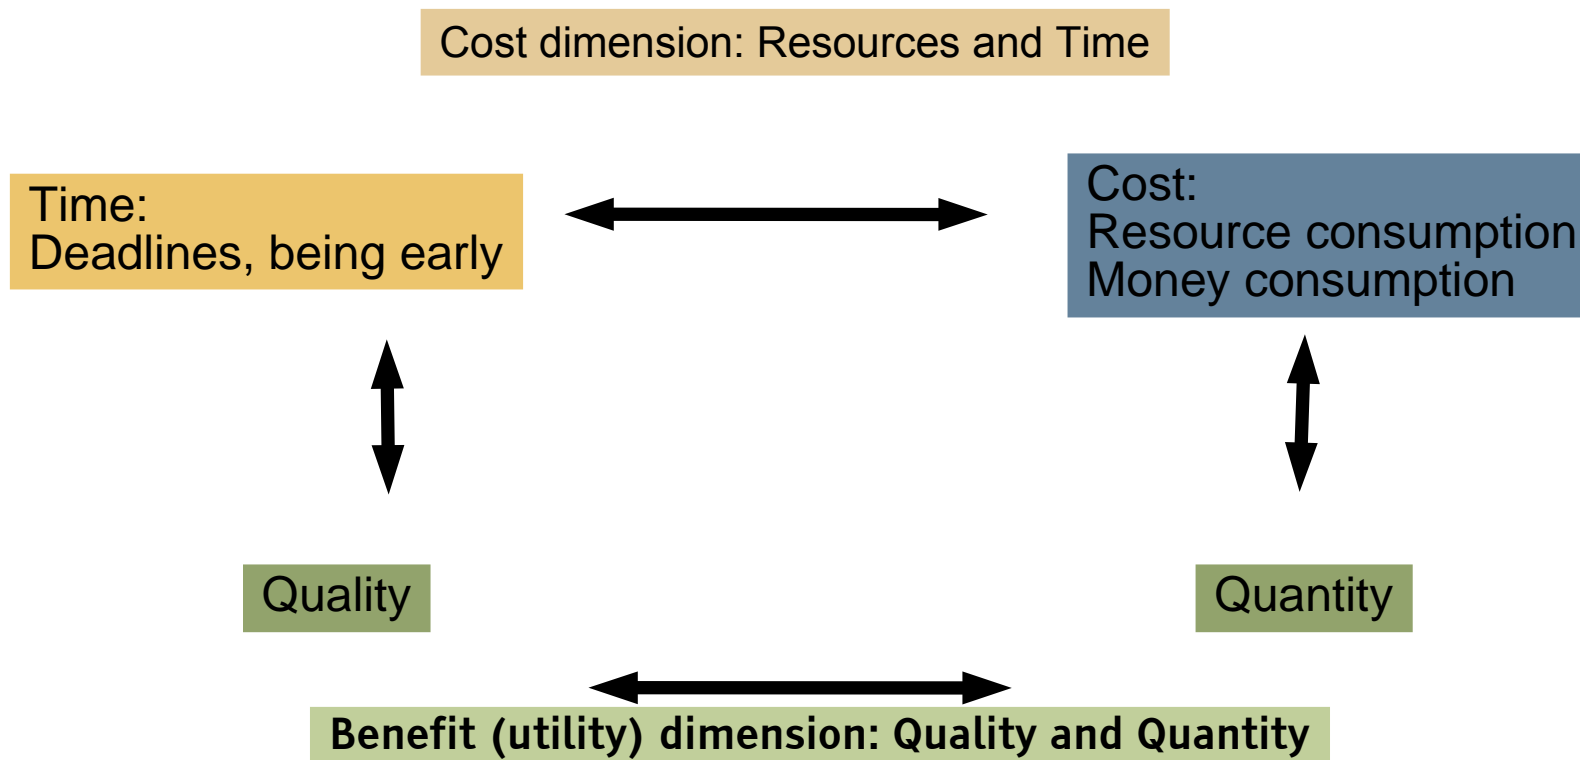 Cost dimension: Resources and Time
Time:
Deadlines, being early
Cost:
Resource consumption
Money consumption
Quality
Quantity
Benefit (utility) dimension: Quality and Quantity